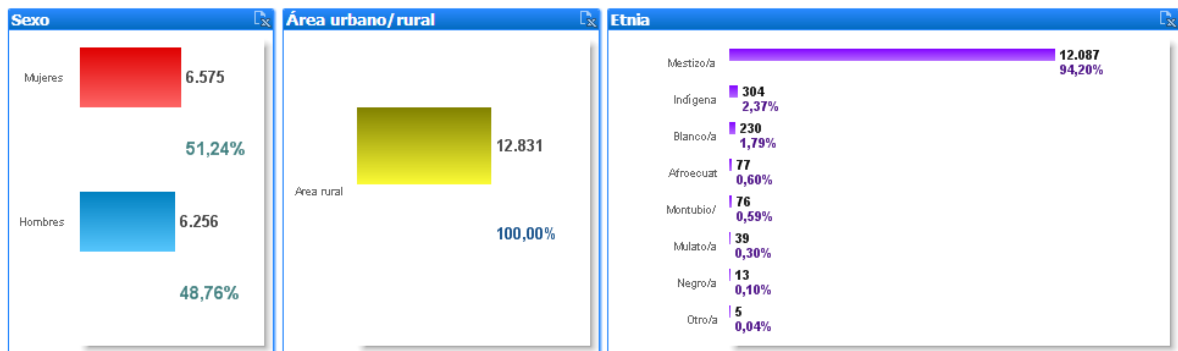 Sexo
Mujeres
6.575
51,24%
Hombres
6.256
48,76%
Área urbano/rural
Area rural
12.831
100,00%
Etnia
Mestizo/a
12.087
94,20%
Indígena
304
2,37%
Blanco/a
230
1,79%
Afroecuat
77
0,60%
Montubio/
76
0,59%
Mulato/a
39
0,30%
Negro/a
13
0,10%
Otro/a
5
0,04%